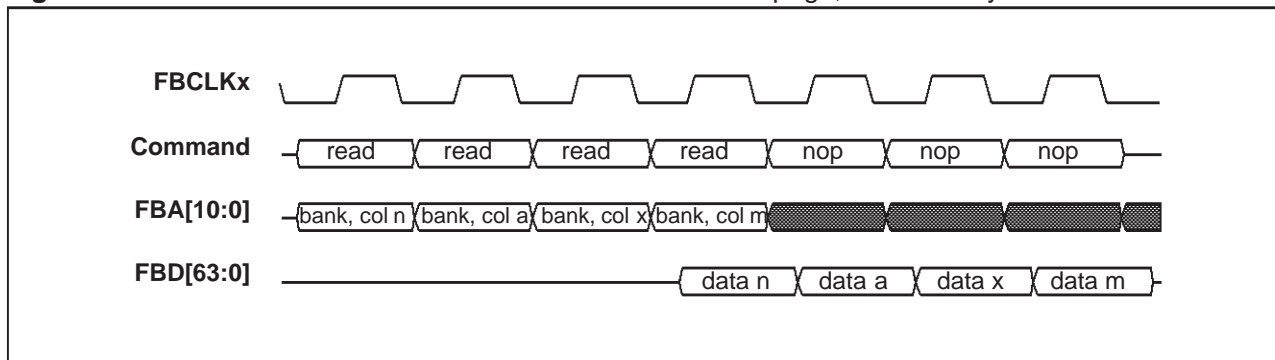 page,
FBCLKx
Command read read read read nop nop nop
FBA[10:0] bank, col n bank, col a bank, col x bank, col m
FBD[63:0] data n data a data x data m